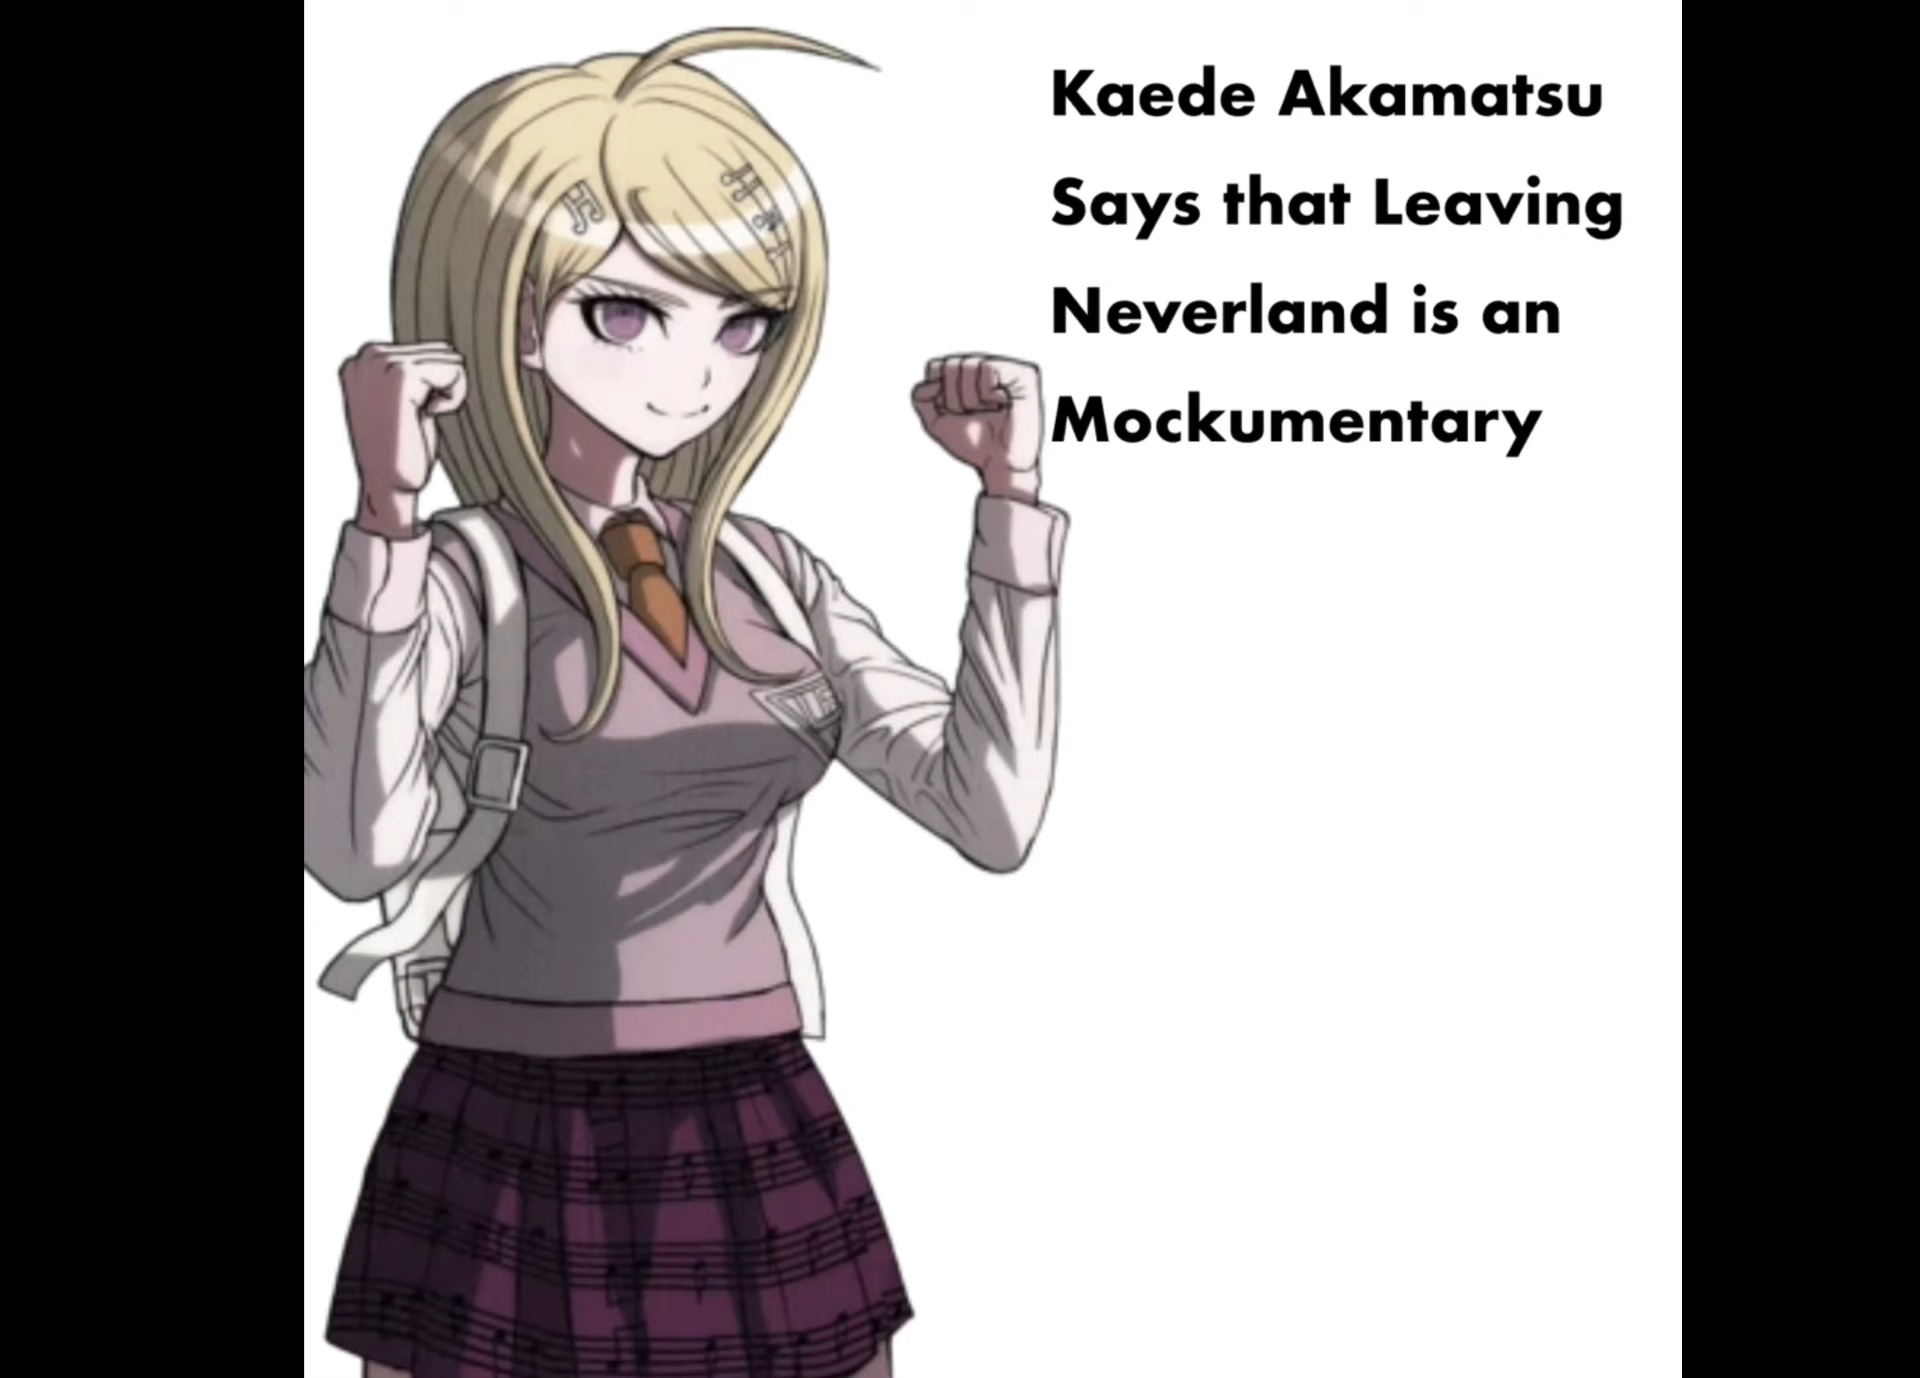 Kaede Akamatsu
Says that Leaving
Neverland is an
Mockumentary